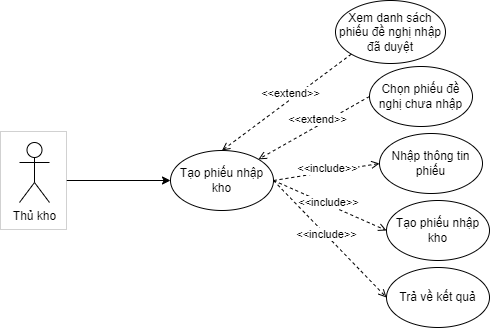 Xem danh sách
phiếu đề nghị nhập
đã duyệt
<<extend>>
Chọn phiếu đề
nghị chưa nhập
<<extend>>
Tạo phiếu nhập
kho
<<include>>
Nhập thông tin
phiếu
Thủ kho
<<include>>
Tạo phiếu nhập
kho
<<include>>
Trả về kết quả